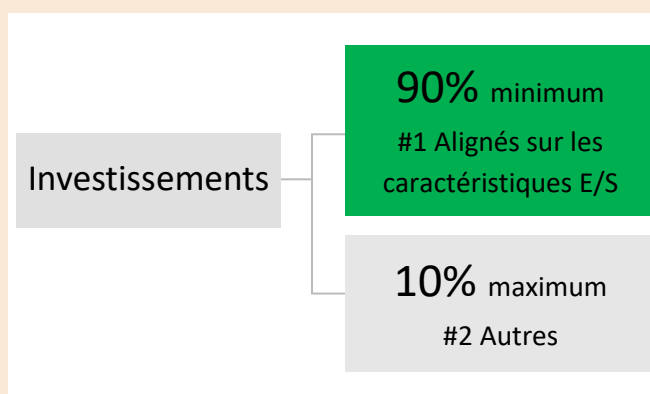 Investissements
90% minimum
#1 Alignés sur les
caractéristiques E/S
10% maximum
#2 Autres